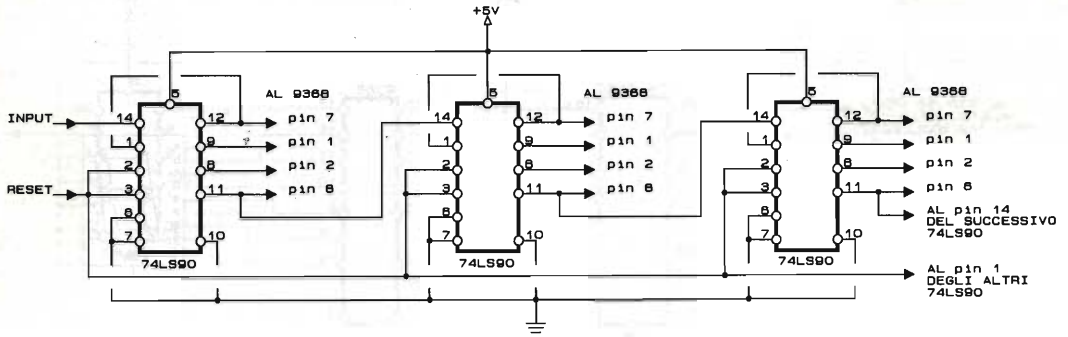 +5V
5
AL 9368
INPUT
14
12
pin 7
1
9
pin 1
2
8
pin 2
RESET
3
11
pin 6
6
7
10
74LS90
5
AL 9368
14
12
pin 7
1
9
pin 1
2
8
pin 2
3
11
pin 6
6
7
10
74LS90
5
AL 9368
14
12
pin 7
1
9
pin 1
2
8
pin 2
3
11
pin 6
6
7
10
74LS90
AL pin 14
DEL SUCCESSIVO
74LS90
AL pin 1
DEGLI ALTRI
74LS90